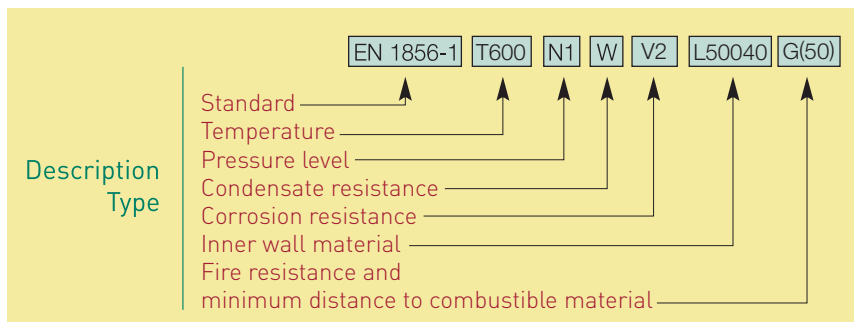 EN 1856-1 T600 N1 W V2 L50040 G(50)
Description
Type
Standard
Temperature
Pressure level
Condensate resistance
Corrosion resistance
Inner wall material
Fire resistance and
minimum distance to combustible material